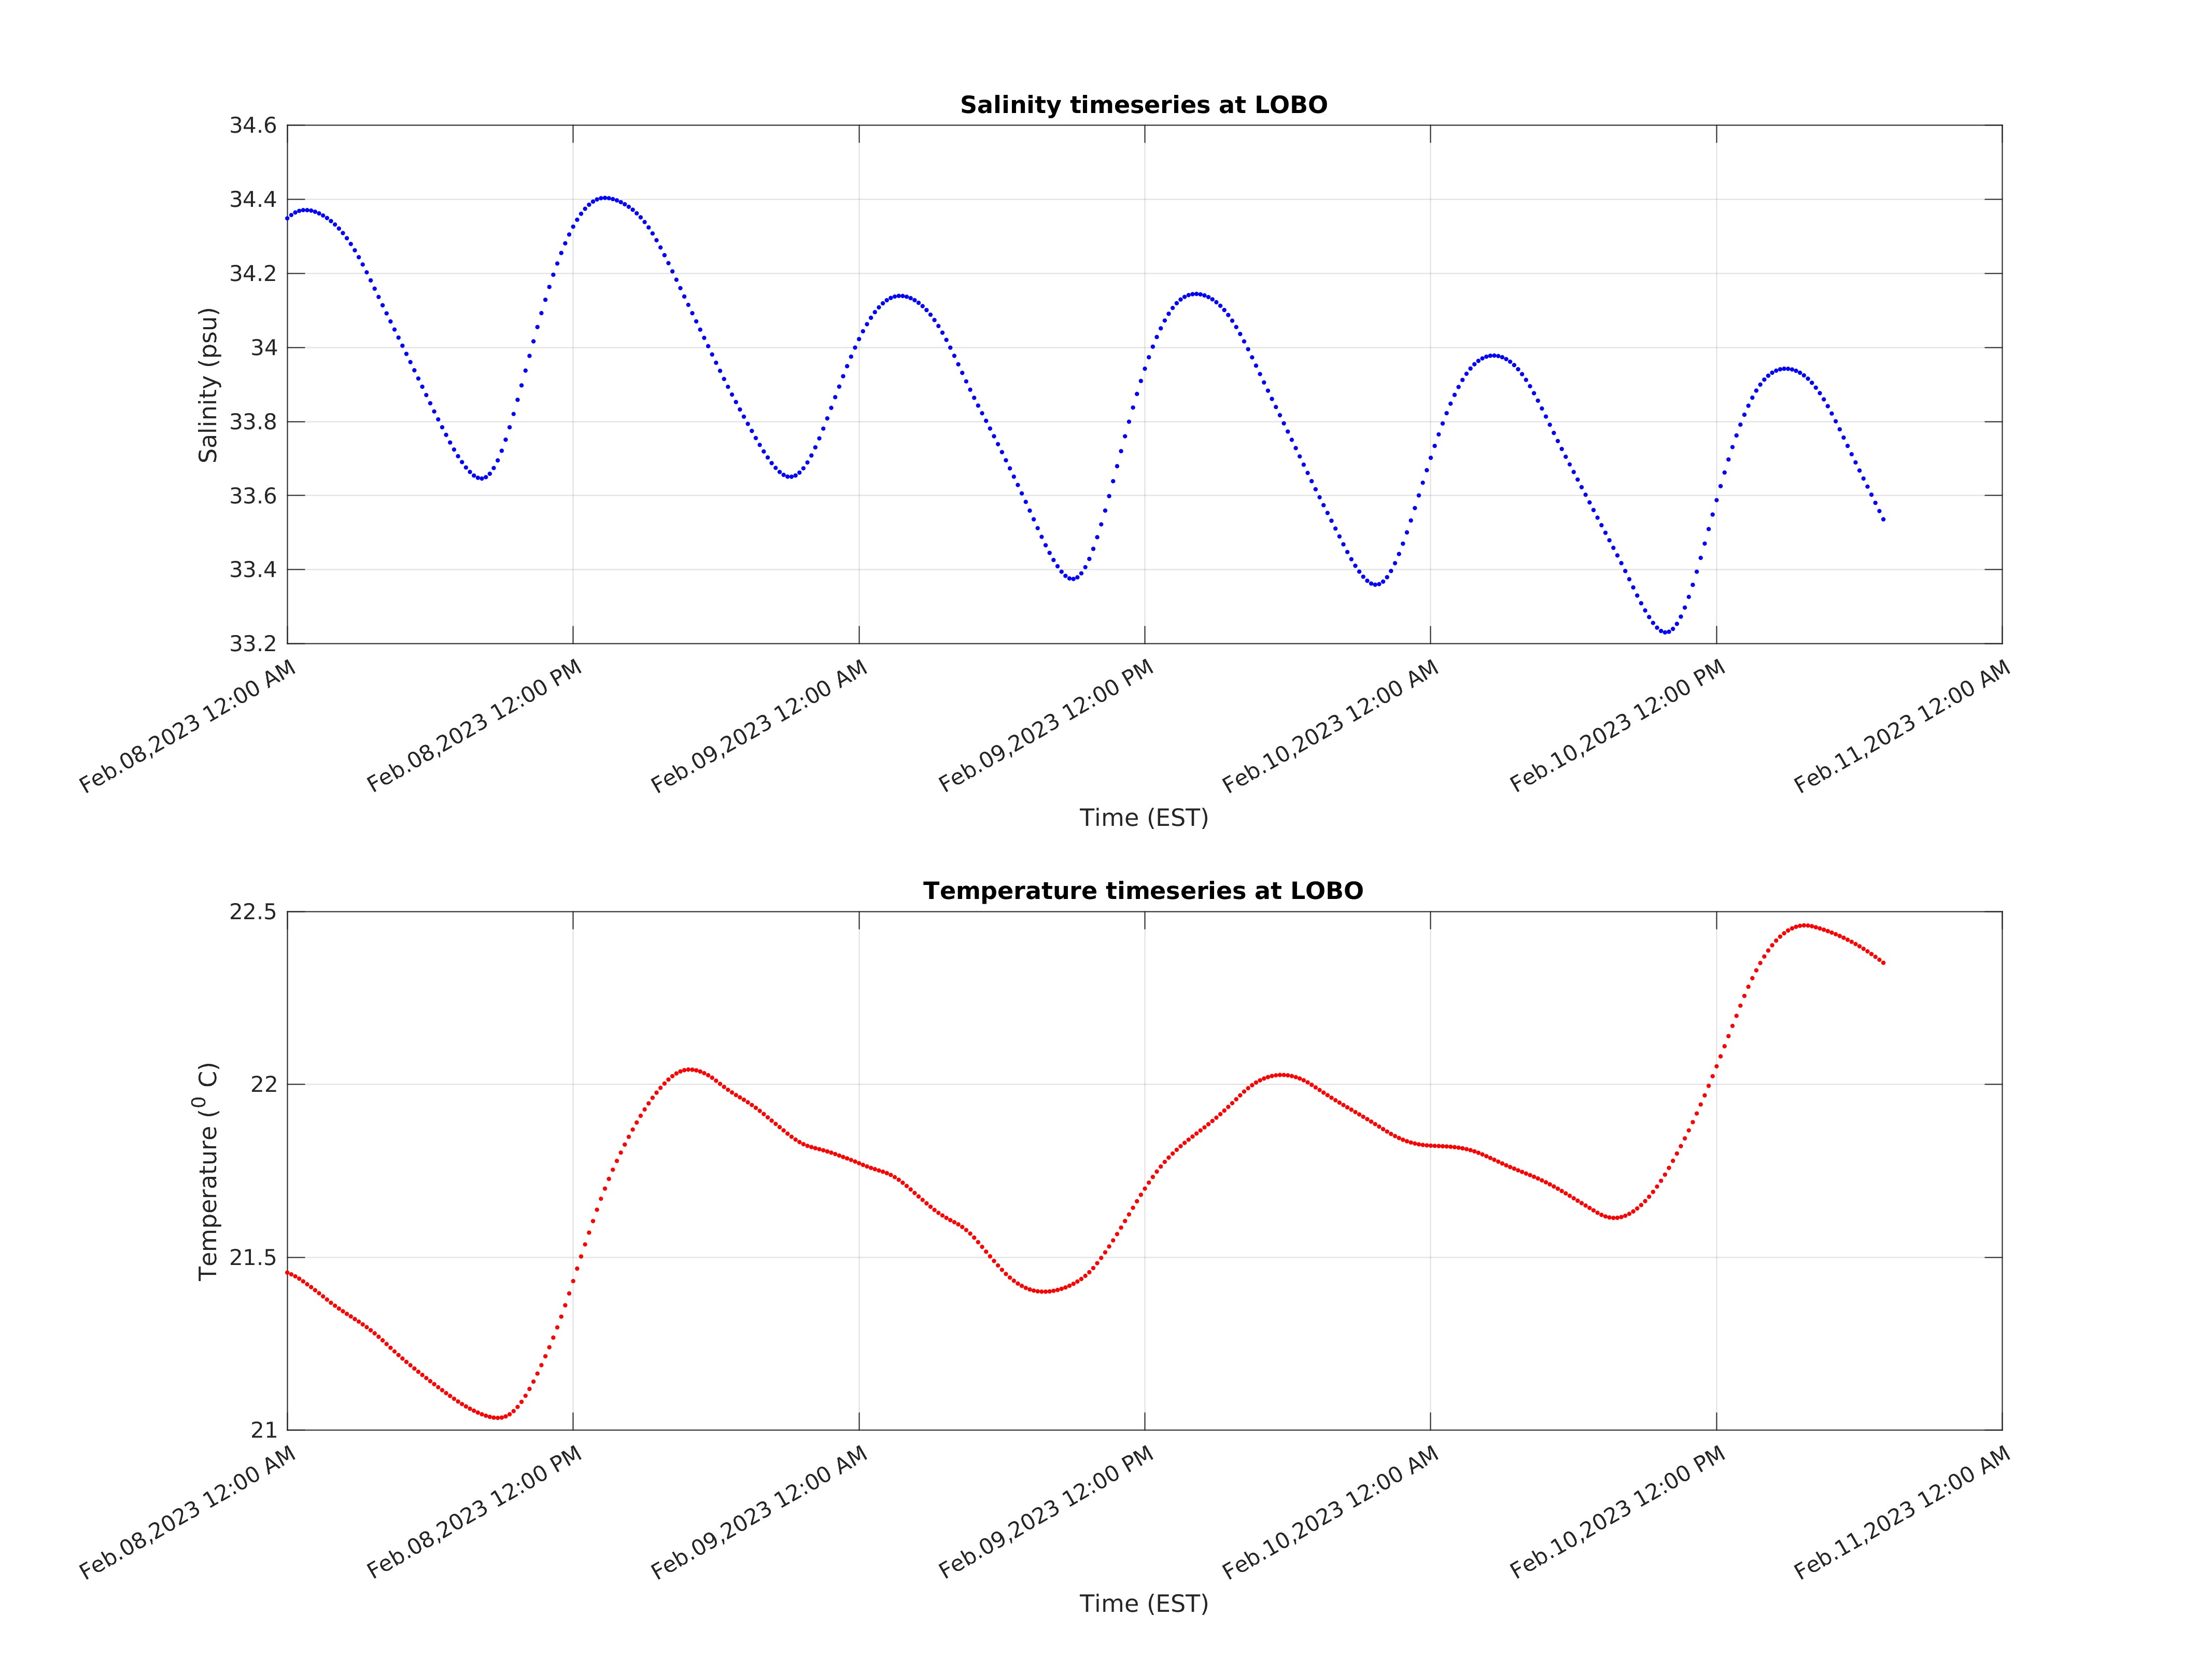 Salinity timeseries at LOBO
34.6
34.4
34.2
34
33.8
33.6
33.4
33.2
Salinity (psu)
Feb.08,2023 12:00 AM
Feb.08,2023 12:00 PM
Feb.09,2023 12:00 AM
Feb.09,2023 12:00 PM
Feb.10,2023 12:00 AM
Feb.10,2023 12:00 PM
Feb.11,2023 12:00 AM
Time (EST)
Temperature timeseries at LOBO
22.5
22
21.5
21
Temperature (⁰ C)
Feb.08,2023 12:00 AM
Feb.08,2023 12:00 PM
Feb.09,2023 12:00 AM
Feb.09,2023 12:00 PM
Feb.10,2023 12:00 AM
Feb.10,2023 12:00 PM
Feb.11,2023 12:00 AM
Time (EST)